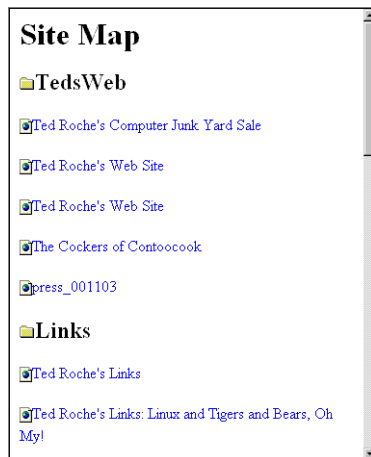 Site Map
TedsWeb
Ted Roche's Computer Junk Yard Sale
Ted Roche's Web Site
Ted Roche's Web Site
The Cockers of Contoocook
press_001103
Links
Ted Roche's Links
Ted Roche's Links: Linux and Tigers and Bears, Oh
My!